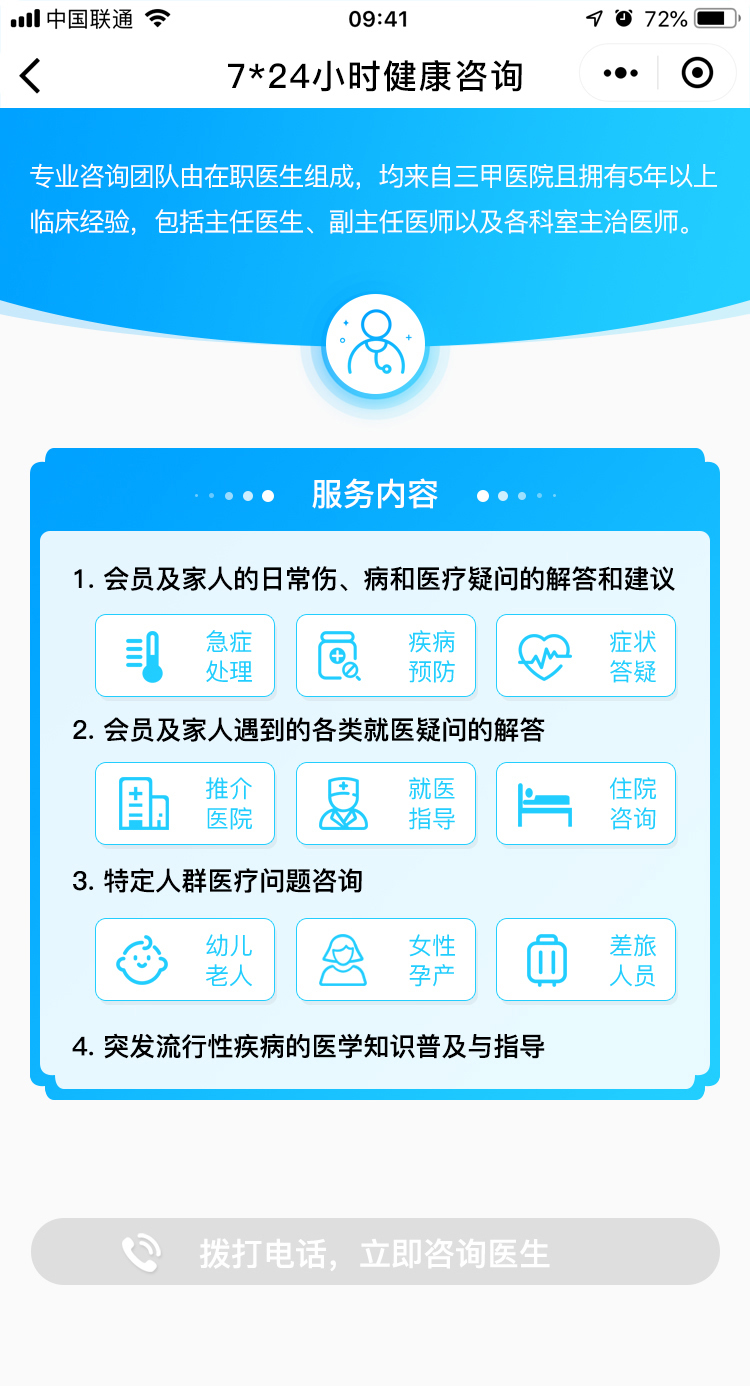 中国联通
09:41
72%
7*24小时健康咨询
专业咨询团队由在职医生组成，均来自三甲医院且拥有5年以上
临床经验，包括主任医生、副主任医师以及各科室主治医师。
服务内容
1. 会员及家人的日常伤、病和医疗疑问的解答和建议
急症
处理
疾病
预防
症状
答疑
2. 会员及家人遇到的各类就医疑问的解答
推介
医院
就医
指导
住院
咨询
3. 特定人群医疗问题咨询
幼儿
老人
女性
孕产
差旅
人员
4. 突发流行性疾病的医学知识普及与指导
拨打电话，立即咨询医生